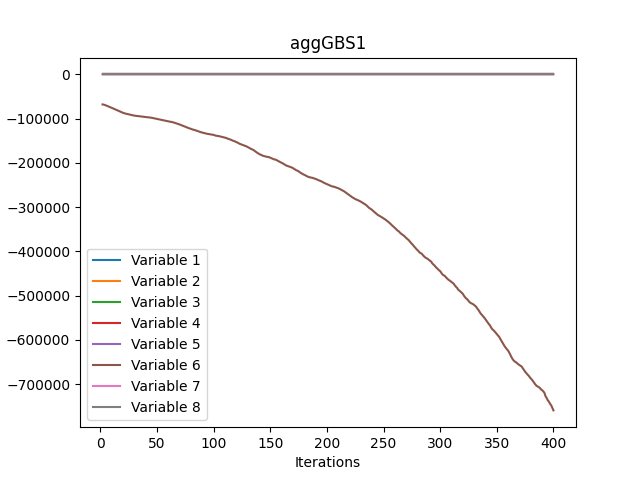 aggGBS1
0
−100000
−200000
−300000
−400000
−500000
−600000
−700000
Variable 1
Variable 2
Variable 3
Variable 4
Variable 5
Variable 6
Variable 7
Variable 8
0 50 100 150 200 250 300 350 400
Iterations